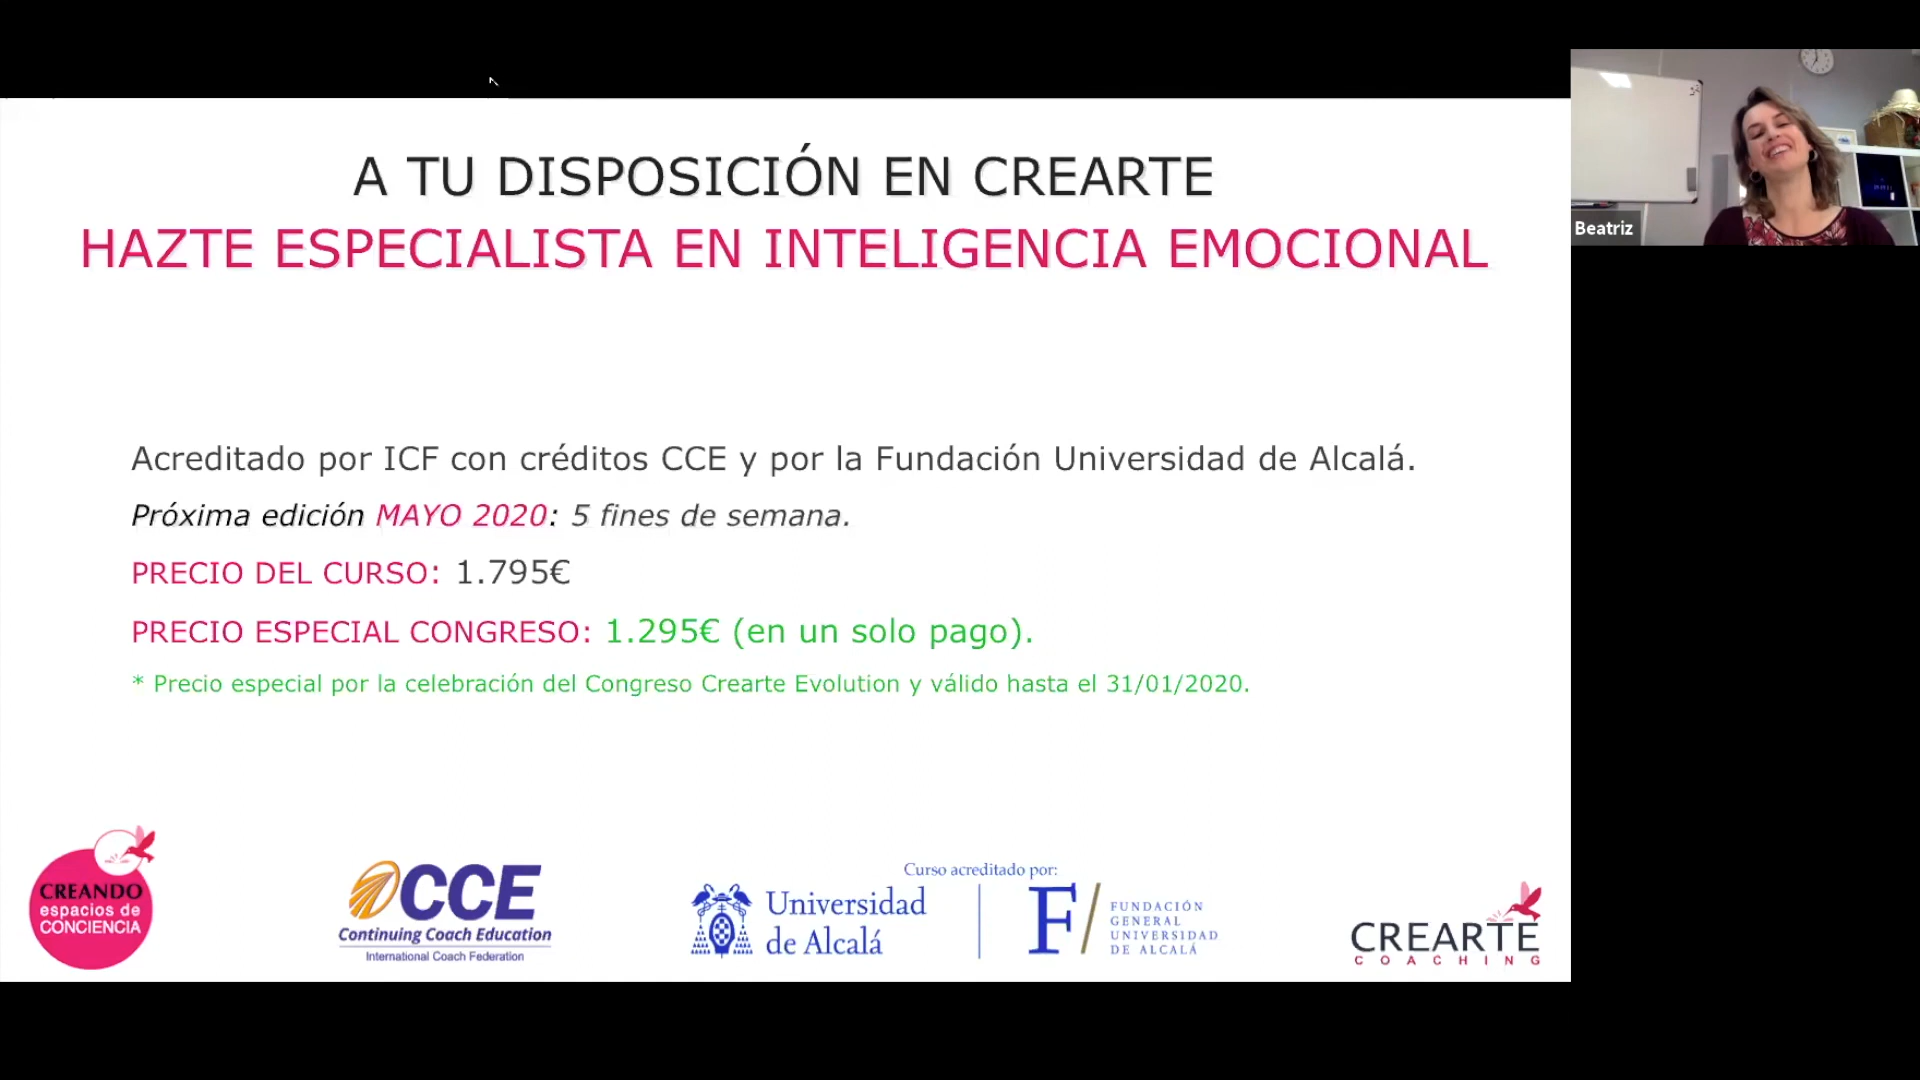 A TU DISPOSICIÓN EN CREARTE
HAZTE ESPECIALISTA EN INTELIGENCIA EMOCIONAL
Beatriz
Acreditado por ICF con créditos CCE y por la Fundación Universidad de Alcalá.
Próxima edición MAYO 2020: 5 fines de semana.
PRECIO DEL CURSO: 1.795€
PRECIO ESPECIAL CONGRESO: 1.295€ (en un solo pago).
* Precio especial por la celebración del Congreso Crearte Evolution y válido hasta el 31/01/2020.
CREANDO
espacios de
CONCIENCIA
CCE
Continuing Coach Education
International Coach Federation
Curso acreditado por:
Universidad
de Alcalá
F/
FUNDACIÓN
GENERAL
UNIVERSIDAD
DE ALCALÁ
CREARTE
COACHING